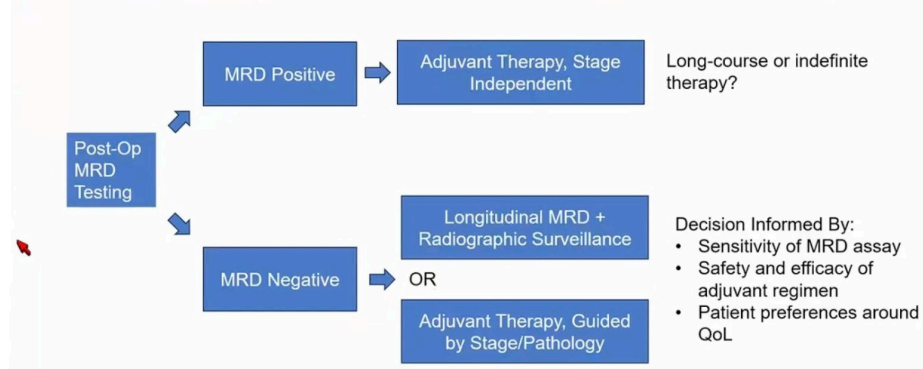 Post-Op
MRD
Testing
MRD Positive
Adjuvant Therapy, Stage
Independent
Long-course or indefinite
therapy?
MRD Negative
Longitudinal MRD +
Radiographic Surveillance
OR
Adjuvant Therapy, Guided
by Stage/Pathology
Decision Informed By:
• Sensitivity of MRD assay
• Safety and efficacy of
adjuvant regimen
• Patient preferences around
QoL